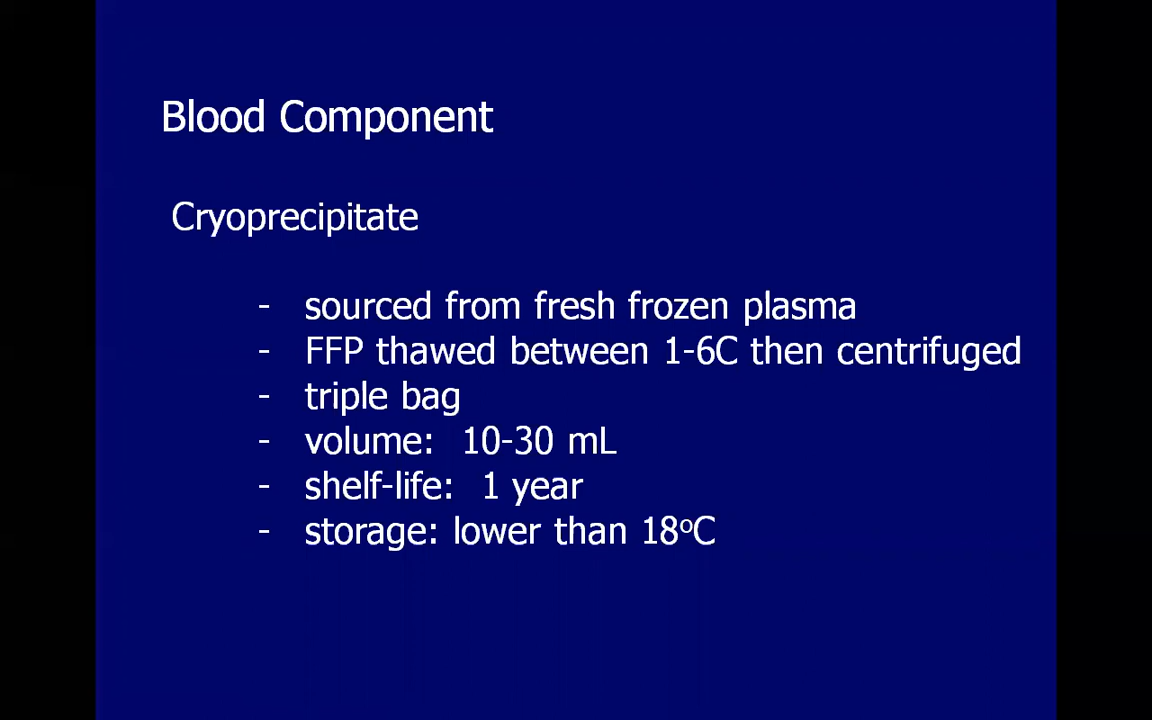 Blood Component
Cryoprecipitate
- sourced from fresh frozen plasma
- FFP thawed between 1-6C then centrifuged
- triple bag
- volume: 10-30 mL
- shelf-life: 1 year
- storage: lower than 18ºC